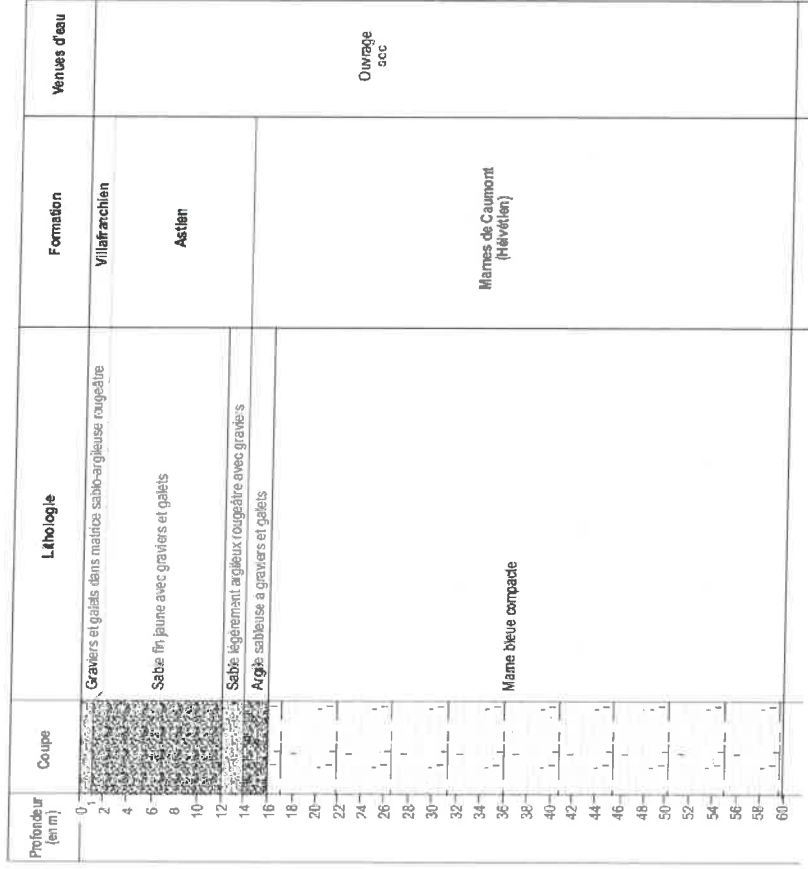 Profondeur
(en m)
Coupe
Lithologie
Formation
Venues d'eau
0
1
2
4
6
8
10
12
14
16
18
20
22
24
26
28
30
32
34
36
38
40
42
44
46
48
50
52
54
56
58
60
Graviers et galets dans matrice sablo-argileuse rougeâtre
Sable fin jaune avec graviers et galets
Sable légèrement argileux rougeâtre avec graviers
Argile sableuse à graviers et galets
Marne bleue compacte
Villafranchien
Astien
Marnes de Caumont
(Helvétien)
Ouvrage
sec